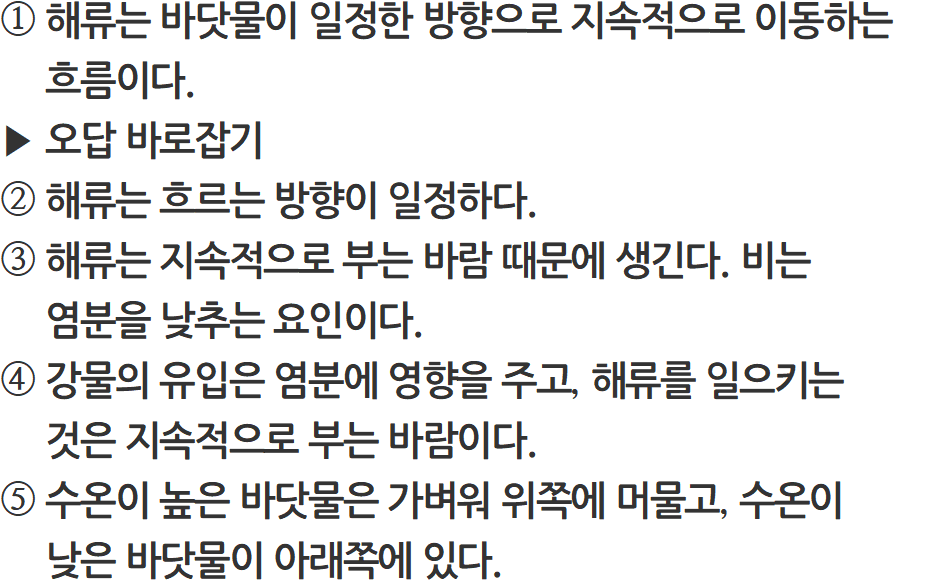 ① 해류는 바닷물이 일정한 방향으로 지속적으로 이동하는
흐름이다.
▶ 오답 바로잡기
② 해류는 흐르는 방향이 일정하다.
③ 해류는 지속적으로 부는 바람 때문에 생긴다. 비는
염분을 낮추는 요인이다.
④ 강물의 유입은 염분에 영향을 주고, 해류를 일으키는
것은 지속적으로 부는 바람이다.
⑤ 수온이 높은 바닷물은 가벼워 위쪽에 머물고, 수온이
낮은 바닷물이 아래쪽에 있다.